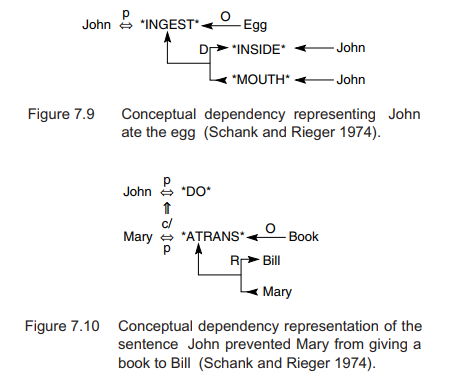 p
John ⇔ *INGEST* O Egg
D *INSIDE* John
*MOUTH* John
Figure 7.9 Conceptual dependency representing John
ate the egg (Schank and Rieger 1974).
p
John ⇔ *DO*
⇑
c/
Mary ⇔ *ATRANS* O Book
p
R Bill
Mary
Figure 7.10 Conceptual dependency representation of the
sentence John prevented Mary from giving a
book to Bill (Schank and Rieger 1974).